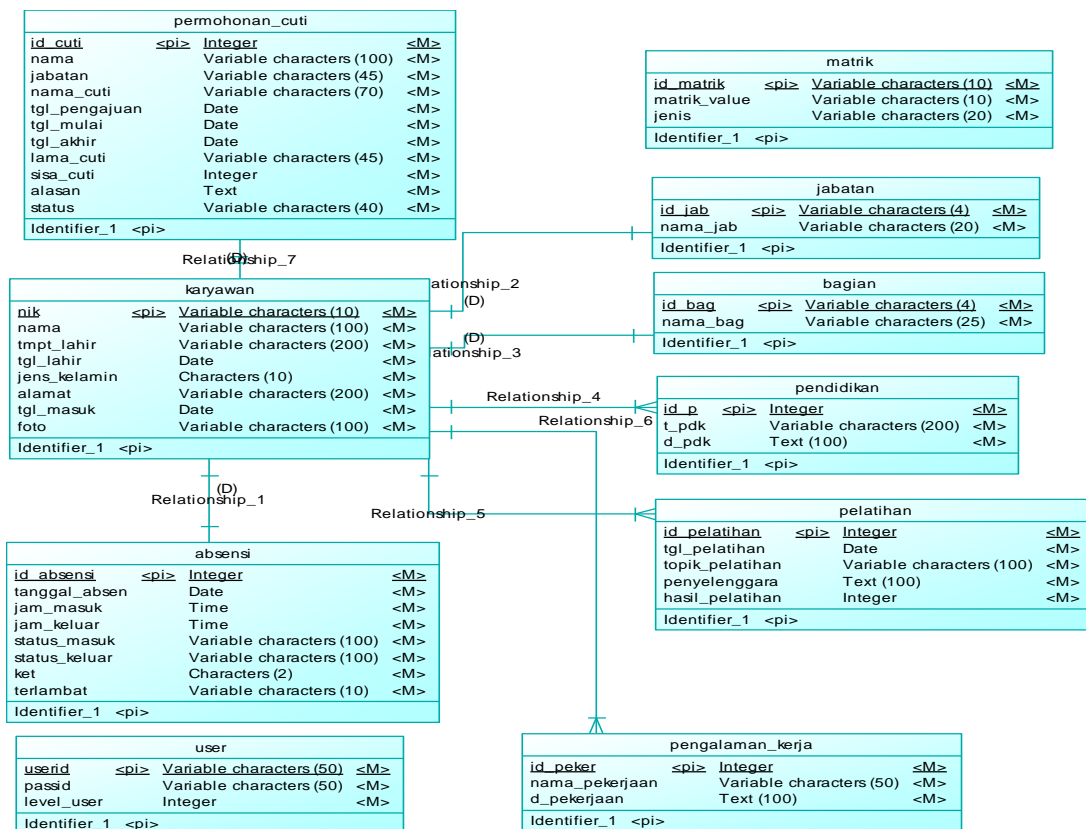 permohonan_cuti
id_cuti <pi> Integer <M>
nama Variable characters (100) <M>
jabatan Variable characters (45) <M>
nama_cuti Variable characters (70) <M>
tgl_pengajuan Date <M>
tgl_mulai Date <M>
tgl_akhir Date <M>
lama_cuti Variable characters (45) <M>
sisa_cuti Integer <M>
alasan Text <M>
status Variable characters (40) <M>
Identifier_1 <pi>
matrik
id_matrik <pi> Variable characters (10) <M>
matrik_value Variable characters (10) <M>
jenis Variable characters (20) <M>
Identifier_1 <pi>
jabatan
id_jab <pi> Variable characters (4) <M>
nama_jab Variable characters (20) <M>
Identifier_1 <pi>
Relationship_7
(D)
ationship_2
(D)
karyawan
nik <pi> Variable characters (10) <M>
nama Variable characters (100) <M>
tmpt_lahir Variable characters (200) <M>
tgl_lahir Date <M>
jens_kelamin Characters (10) <M>
alamat Variable characters (200) <M>
tgl_masuk Date <M>
foto Variable characters (100) <M>
Identifier_1 <pi>
bagian
id_bag <pi> Variable characters (4) <M>
nama_bag Variable characters (25) <M>
Identifier_1 <pi>
(D)
ationship_3
Relationship_4
Relationship_6
pendidikan
id_p <pi> Integer <M>
t_pdk Variable characters (200) <M>
d_pdk Text (100) <M>
Identifier_1 <pi>
(D)
Relationship_1
Relationship_5
pelatihan
id_pelatihan <pi> Integer <M>
tgl_pelatihan Date <M>
topik_pelatihan Variable characters (100) <M>
penyelenggara Text (100) <M>
hasil_pelatihan Integer <M>
Identifier_1 <pi>
absensi
id_absensi <pi> Integer <M>
tanggal_absen Date <M>
jam_masuk Time <M>
jam_keluar Time <M>
status_masuk Variable characters (100) <M>
status_keluar Variable characters (100) <M>
ket Characters (2) <M>
terlambat Variable characters (10) <M>
Identifier_1 <pi>
user
userid <pi> Variable characters (50) <M>
passid Variable characters (50) <M>
level_user Integer <M>
Identifier_1 <pi>
pengalaman_kerja
id_peker <pi> Integer <M>
nama_pekerjaan Variable characters (50) <M>
d_pekerjaan Text (100) <M>
Identifier_1 <pi>